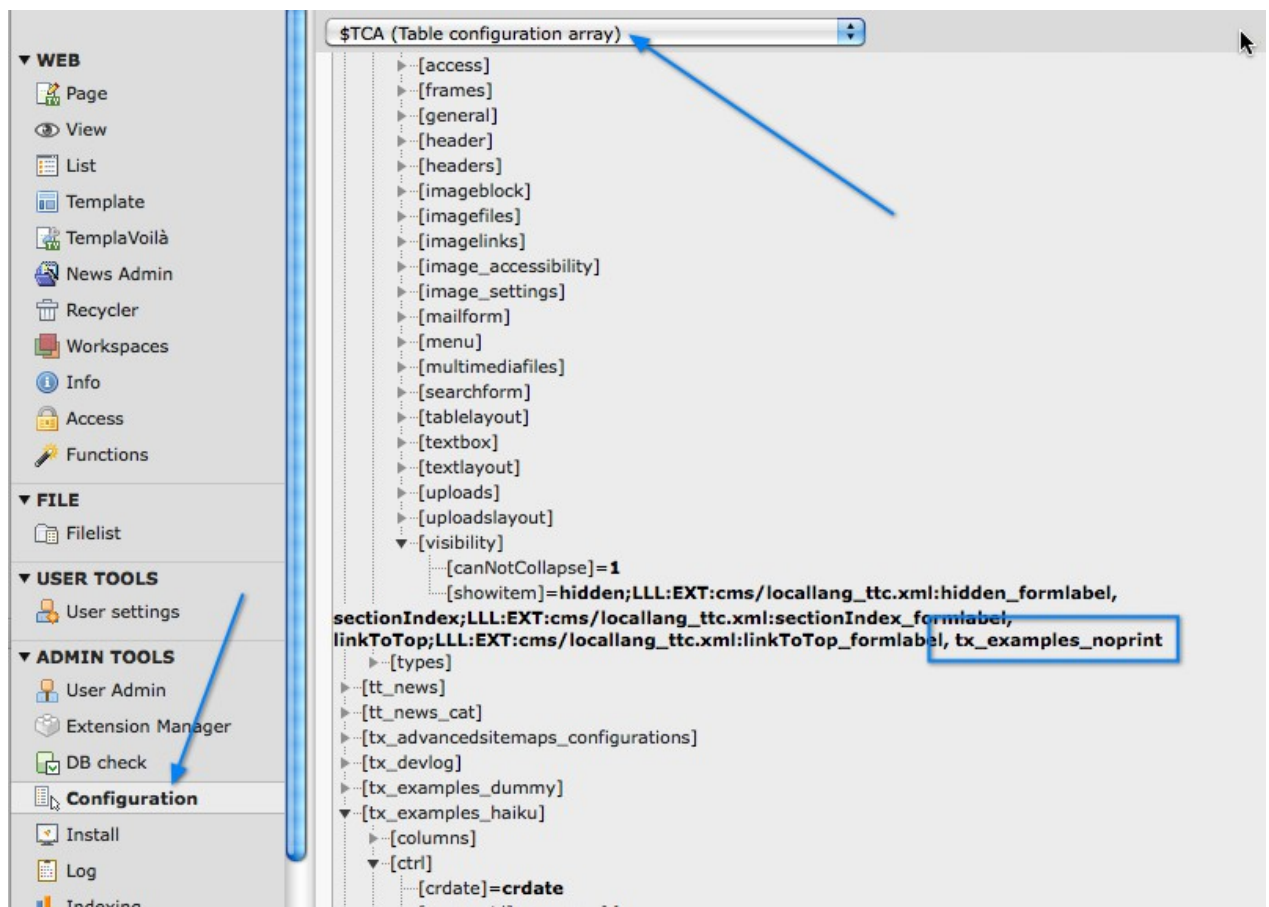 $TCA (Table configuration array)
▼ WEB
Page
View
List
Template
TemplaVoilà
News Admin
Recycler
Workspaces
Info
Access
Functions
▼ FILE
Filelist
▼ USER TOOLS
User settings
▼ ADMIN TOOLS
User Admin
Extension Manager
DB check
Configuration
Install
Log
Indexing
[access]
[frames]
[general]
[header]
[headers]
[imageblock]
[imagefiles]
[imagelinks]
[image_accessibility]
[image_settings]
[mailform]
[menu]
[multimediafiles]
[searchform]
[tablelayout]
[textbox]
[textlayout]
[uploads]
[uploadslayout]
[visibility]
[canNotCollapse]=1
[showitem]=hidden;LLL:EXT:cms/locallang_ttc.xml:hidden_formlabel,
sectionIndex;LLL:EXT:cms/locallang_ttc.xml:sectionIndex_formlabel,
linkToTop;LLL:EXT:cms/locallang_ttc.xml:linkToTop_formlabel, tx_examples_noprint
[types]
[tt_news]
[tt_news_cat]
[tx_advancedsitemaps_configurations]
[tx_devlog]
[tx_examples_dummy]
[tx_examples_haiku]
[columns]
[ctrl]
[crdate]=crdate